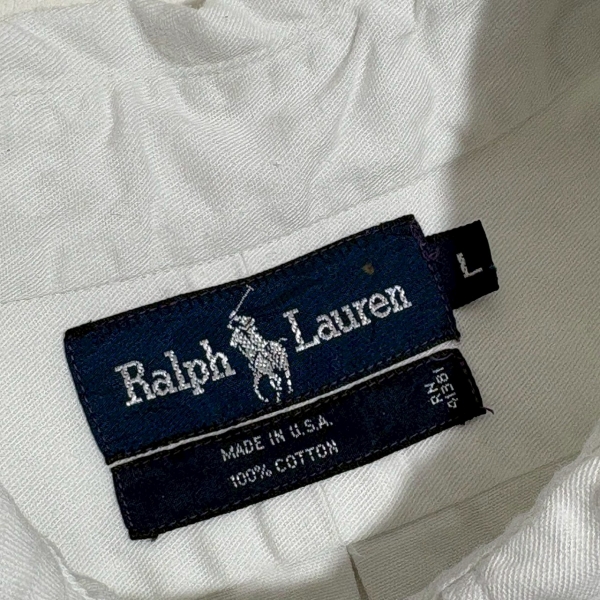 Ralph Lauren
L
MADE IN U.S.A.
100% COTTON
RN
41381